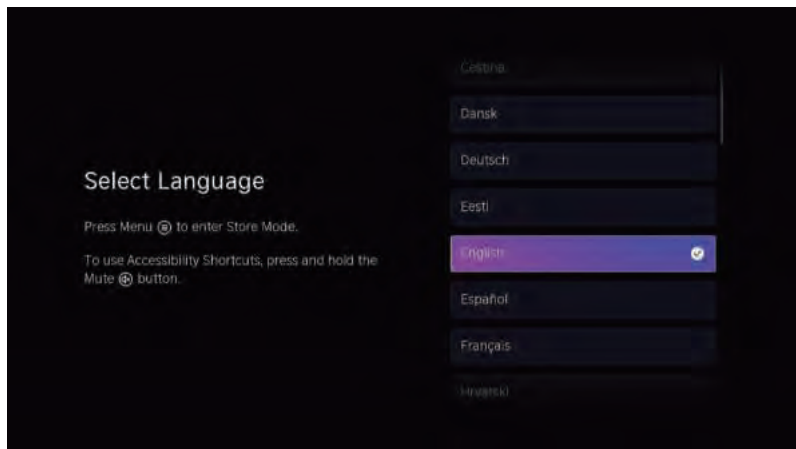 Select Language
Press Menu to enter Store Mode.
To use Accessibility Shortcuts, press and hold the
Mute button.
Čeština
Dansk
Deutsch
Eesti
English
Español
Français
Hrvatski